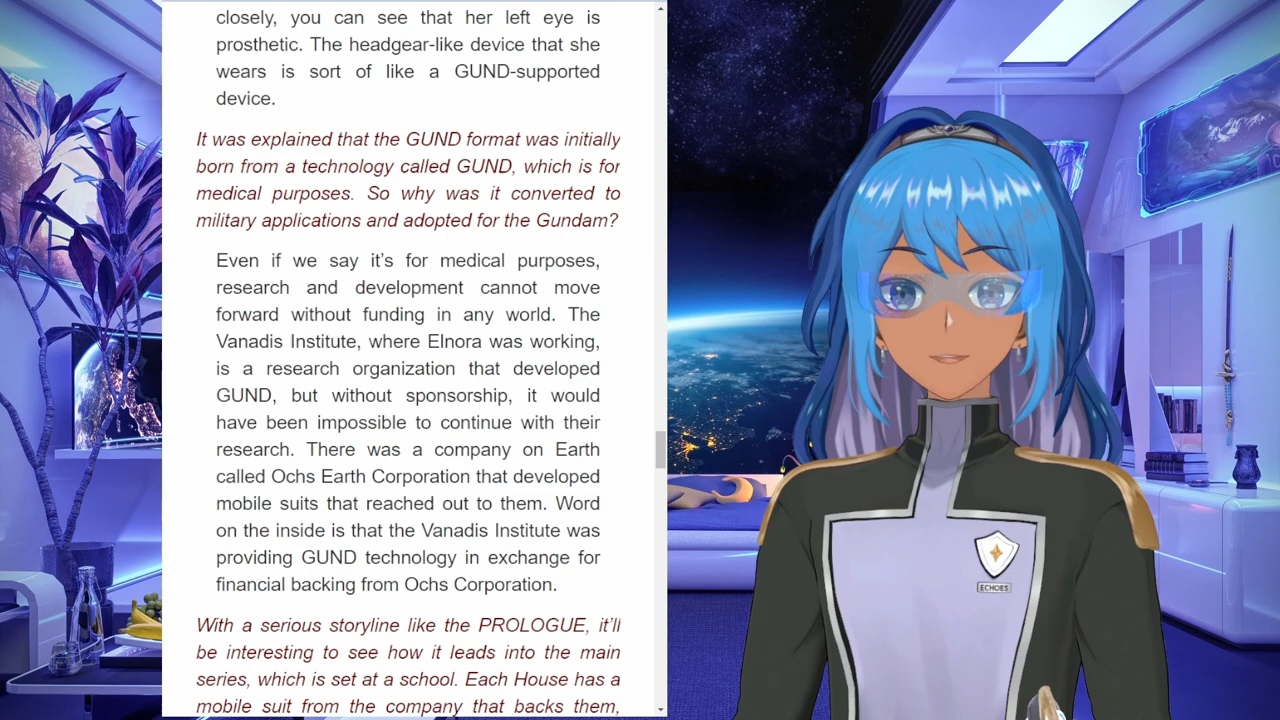 closely, you can see that her left eye is
prosthetic. The headgear-like device that she
wears is sort of like a GUND-supported
device.
It was explained that the GUND format was initially
born from a technology called GUND, which is for
medical purposes. So why was it converted to
military applications and adopted for the Gundam?
Even if we say it's for medical purposes,
research and development cannot move
forward without funding in any world. The
Vanadis Institute, where Elnora was working,
is a research organization that developed
GUND, but without sponsorship, it would
have been impossible to continue with their
research. There was a company on Earth
called Ochs Earth Corporation that developed
mobile suits that reached out to them. Word
on the inside is that the Vanadis Institute was
providing GUND technology in exchange for
financial backing from Ochs Corporation.
With a serious storyline like the PROLOGUE, it'll
be interesting to see how it leads into the main
series, which is set at a school. Each House has a
mobile suit from the company that backs them,
ECHOES